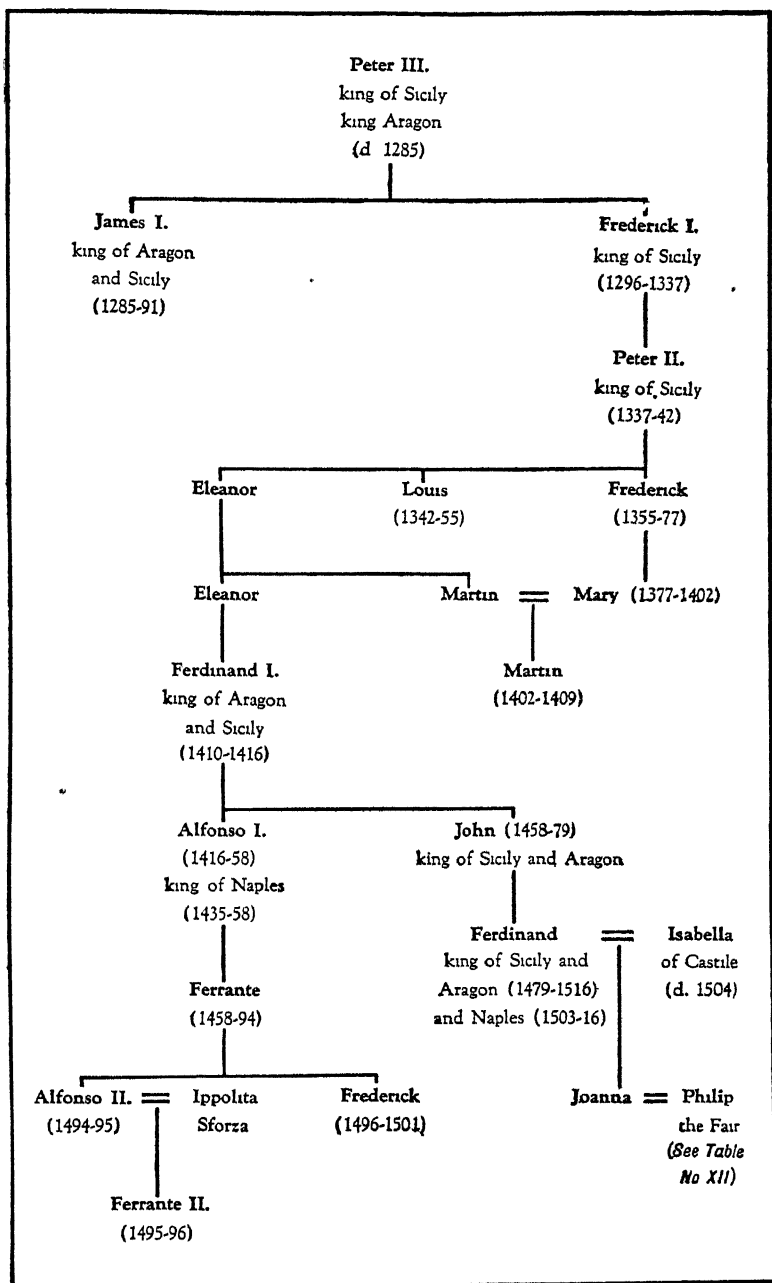 Peter III.
king of Sicily
king Aragon
(d 1285)
James I.
king of Aragon
and Sicily
(1285-91)
Frederick I.
king of Sicily
(1296-1337)
Peter II.
king of Sicily
(1337-42)
Eleanor Louis Frederick
(1342-55) (1355-77)
Eleanor Martin = Mary (1377-1402)
Ferdinand I.
king of Aragon
and Sicily
(1410-1416)
Martin
(1402-1409)
Alfonso I.
(1416-58)
king of Naples
(1435-58)
John (1458-79)
king of Sicily and Aragon
Ferrante
(1458-94)
Ferdinand = Isabella
king of Sicily and of Castile
Aragon (1479-1516) (d. 1504)
and Naples (1503-16)
Alfonso II. = Ippolita Frederick
(1494-95) Sforza (1496-1501)
Joanna = Philip
the Fair
(See Table
No XII)
Ferrante II.
(1495-96)